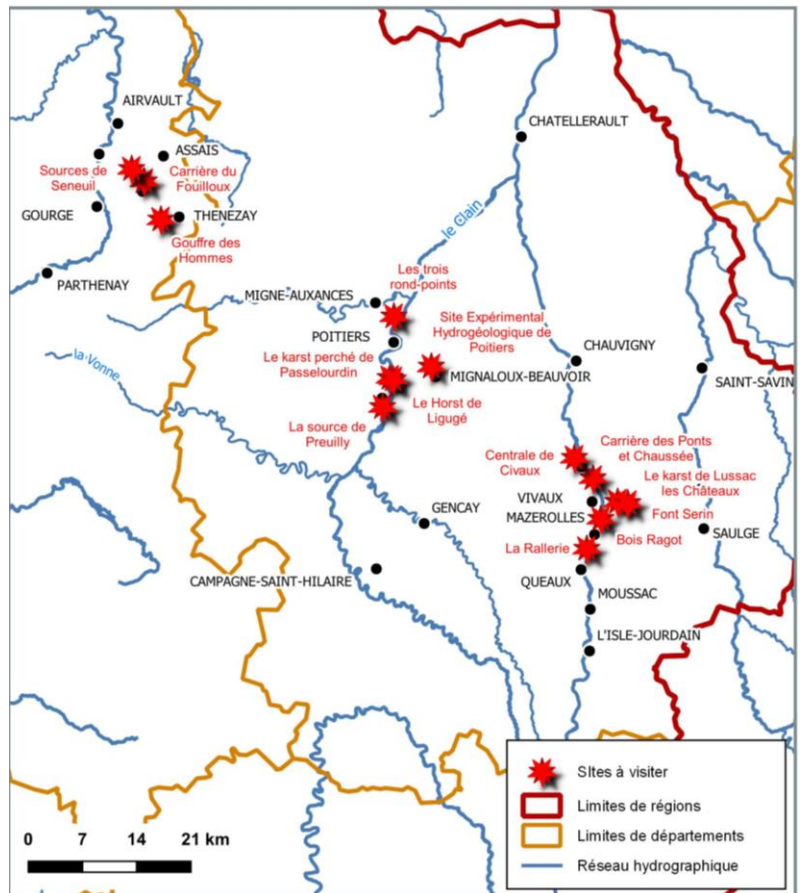 AIRVAULT
CHATELLERAULT
ASSAIS
Sources de
Seneuil
Carrière du
Fouilloux
GOURGE
THENEZAY
le Clain
Gouffre des
Hommes
PARTHENAY
Les trois
rond-points
MIGNE-AUXANCES
Site Expérimental
Hydrogéologique de
Poitiers
POITIERS
CHAUVIGNY
la Vonne
Le karst perché de
Passelourdin
MIGNALOUX-BEAUVOIR
SAINT-SAVIN
Le Horst de
Ligugé
La source de
Preuilly
Carrière des Ponts
et Chaussée
Centrale de
Civaux
Le karst de Lussac
les Châteaux
VIVAUX
GENCAY
MAZEROLLES
Font Serin
SAULGE
Bois Ragot
La Rallerie
CAMPAGNE-SAINT-HILAIRE
QUEAUX
MOUSSAC
L'ISLE-JOURDAIN
SItes à visiter
Limites de régions
Limites de départements
Réseau hydrographique
0 7 14 21 km